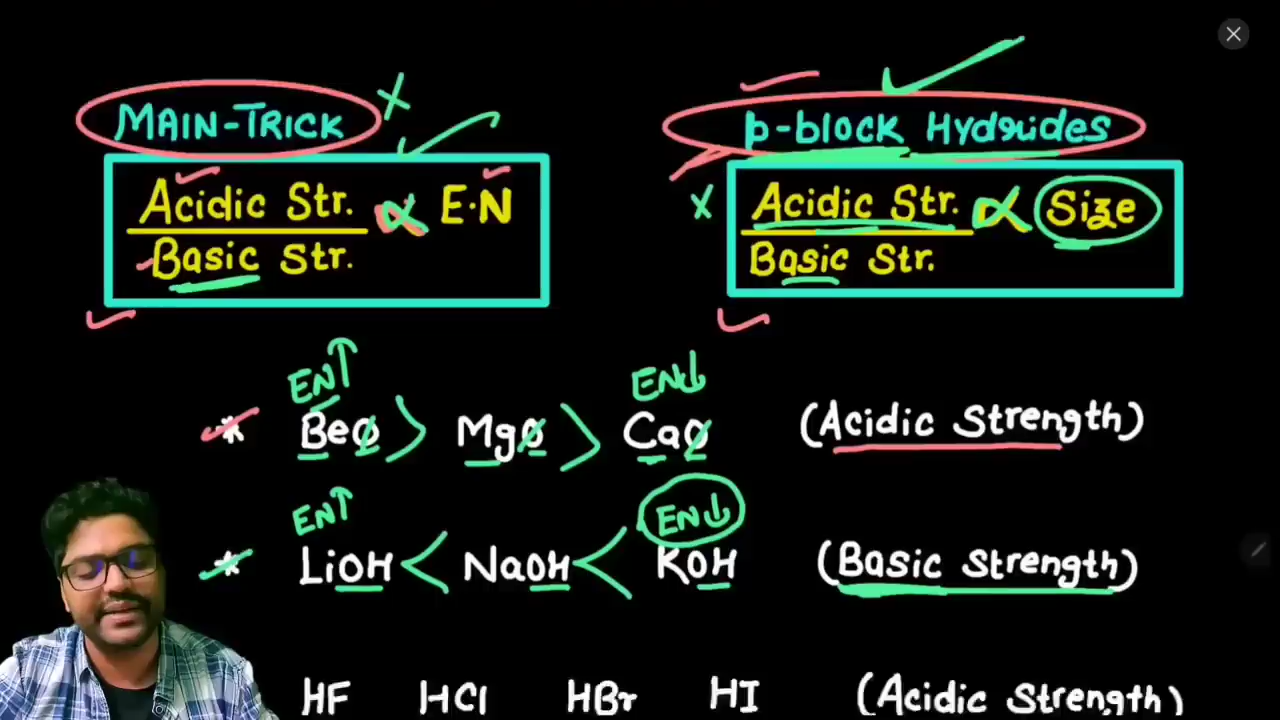 MAIN-TRICK X
Acidic Str. ∝ E.N
Basic Str.
p-block Hydrides
X Acidic Str. ∝ Size
Basic Str.
EN↑ EN↓
* BeO > MgO > CaO (Acidic Strength)
EN↑ EN↓
* LiOH < NaOH < KOH (Basic Strength)
HF HCl HBr HI (Acidic Strength)